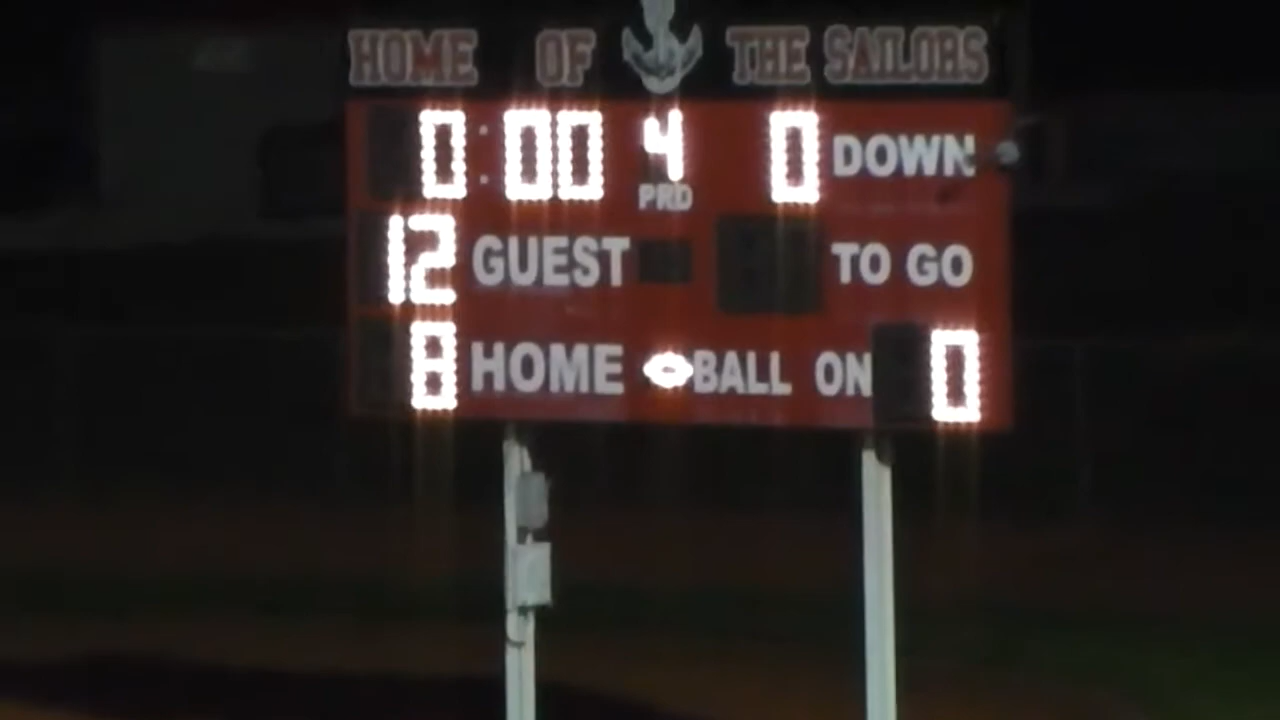 HOME OF THE SAILORS
0:00 4 0 DOWN
PRD
12 GUEST TO GO
8 HOME BALL ON 0